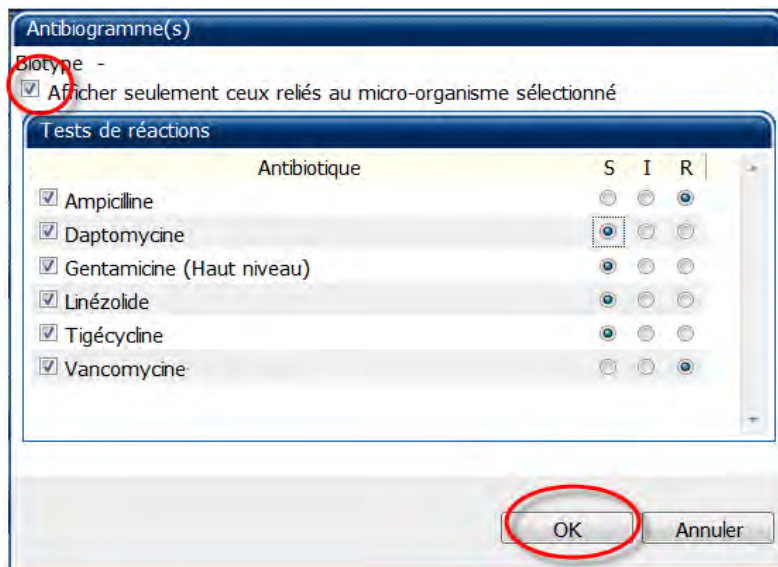 Antibiogramme(s)
Biotype -
Afficher seulement ceux reliés au micro-organisme sélectionné
Tests de réactions
Antibiotique S I R
Ampicilline
Daptomycine
Gentamicine (Haut niveau)
Linézolide
Tigécycline
Vancomycine
OK Annuler